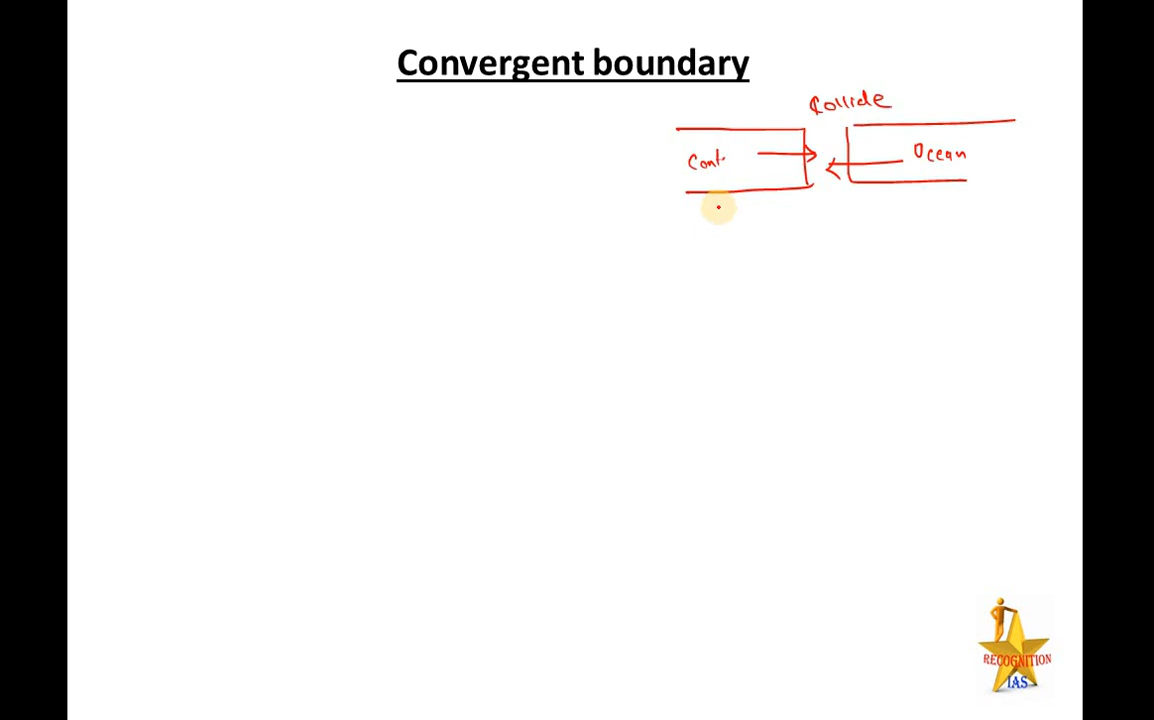 Convergent boundary
Collide
Cont.
Ocean
RECOGNITION
IAS